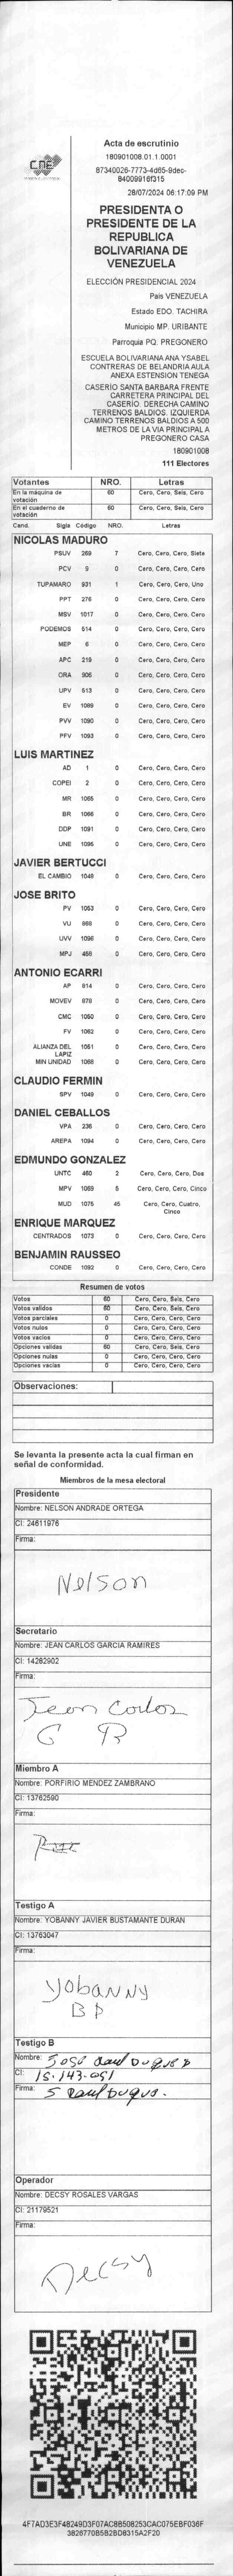 CNE
Acta de escrutinio
180901008.01.1.0001
87340026-7773-4d65-9dec-
84009916f315
28/07/2024 06:17:09 PM
PRESIDENTA O
PRESIDENTE DE LA
REPUBLICA
BOLIVARIANA DE
VENEZUELA
ELECCIÓN PRESIDENCIAL 2024
País VENEZUELA
Estado EDO. TACHIRA
Municipio MP. URIBANTE
Parroquia PQ. PREGONERO
ESCUELA BOLIVARIANA ANA YSABEL
CONTRERAS DE BELANDRIA AULA
ANEXA ESTENSION TENEGA
CASERÍO SANTA BARBARA FRENTE
CARRETERA PRINCIPAL DEL
CASERÍO. DERECHA CAMINO
TERRENOS BALDIOS. IZQUIERDA
CAMINO TERRENOS BALDIOS A 500
METROS DE LA VIA PRINCIPAL A
PREGONERO CASA
180901008
111 Electores
Votantes NRO. Letras
En la máquina de votación 60 Cero, Cero, Seis, Cero
En el cuaderno de votación 60 Cero, Cero, Seis, Cero
Cand. Sigla Código NRO. Letras
NICOLAS MADURO
PSUV 269 7 Cero, Cero, Cero, Siete
PCV 9 0 Cero, Cero, Cero, Cero
TUPAMARO 931 1 Cero, Cero, Cero, Uno
PPT 276 0 Cero, Cero, Cero, Cero
MSV 1017 0 Cero, Cero, Cero, Cero
PODEMOS 514 0 Cero, Cero, Cero, Cero
MEP 6 0 Cero, Cero, Cero, Cero
APC 219 0 Cero, Cero, Cero, Cero
ORA 906 0 Cero, Cero, Cero, Cero
UPV 513 0 Cero, Cero, Cero, Cero
EV 1089 0 Cero, Cero, Cero, Cero
PVV 1090 0 Cero, Cero, Cero, Cero
PFV 1093 0 Cero, Cero, Cero, Cero
LUIS MARTINEZ
AD 1 0 Cero, Cero, Cero, Cero
COPEI 2 0 Cero, Cero, Cero, Cero
MR 1065 0 Cero, Cero, Cero, Cero
BR 1066 0 Cero, Cero, Cero, Cero
DDP 1091 0 Cero, Cero, Cero, Cero
UNE 1095 0 Cero, Cero, Cero, Cero
JAVIER BERTUCCI
EL CAMBIO 1048 0 Cero, Cero, Cero, Cero
JOSE BRITO
PV 1053 0 Cero, Cero, Cero, Cero
VU 868 0 Cero, Cero, Cero, Cero
UVV 1096 0 Cero, Cero, Cero, Cero
MPJ 458 0 Cero, Cero, Cero, Cero
ANTONIO ECARRI
AP 814 0 Cero, Cero, Cero, Cero
MOVEV 878 0 Cero, Cero, Cero, Cero
CMC 1050 0 Cero, Cero, Cero, Cero
FV 1062 0 Cero, Cero, Cero, Cero
ALIANZA DEL LAPIZ 1051 0 Cero, Cero, Cero, Cero
MIN UNIDAD 1068 0 Cero, Cero, Cero, Cero
CLAUDIO FERMIN
SPV 1049 0 Cero, Cero, Cero, Cero
DANIEL CEBALLOS
VPA 236 0 Cero, Cero, Cero, Cero
AREPA 1094 0 Cero, Cero, Cero, Cero
EDMUNDO GONZALEZ
UNTC 460 2 Cero, Cero, Cero, Dos
MPV 1069 5 Cero, Cero, Cero, Cinco
MUD 1075 45 Cero, Cero, Cuatro,
Cinco
ENRIQUE MARQUEZ
CENTRADOS 1073 0 Cero, Cero, Cero, Cero
BENJAMIN RAUSSEO
CONDE 1092 0 Cero, Cero, Cero, Cero
Resumen de votos
Votos 60 Cero, Cero, Seis, Cero
Votos validos 60 Cero, Cero, Seis, Cero
Votos parciales 0 Cero, Cero, Cero, Cero
Votos nulos 0 Cero, Cero, Cero, Cero
Votos vacios 0 Cero, Cero, Cero, Cero
Opciones validas 60 Cero, Cero, Seis, Cero
Opciones nulas 0 Cero, Cero, Cero, Cero
Opciones vacias 0 Cero, Cero, Cero, Cero
Observaciones:
Se levanta la presente acta la cual firman en
señal de conformidad.
Miembros de la mesa electoral
Presidente
Nombre: NELSON ANDRADE ORTEGA
CI: 24611976
Firma:
Nelson
Secretario
Nombre: JEAN CARLOS GARCIA RAMIRES
CI: 14282902
Firma:
Jean Carlos
G R
Miembro A
Nombre: PORFIRIO MENDEZ ZAMBRANO
CI: 13762590
Firma:
Testigo A
Nombre: YOBANNY JAVIER BUSTAMANTE DURAN
CI: 13763047
Firma:
yobanny
B D
Testigo B
Nombre: Jose Raul Duque
CI: 15.143.051
Firma: J Raul Duque.
Operador
Nombre: DECSY ROSALES VARGAS
CI: 21179521
Firma:
Decsy
4F7AD3E3F48249D3F07AC8B508253CAC075EBF036F
3826770B5B2BD8315A2F20